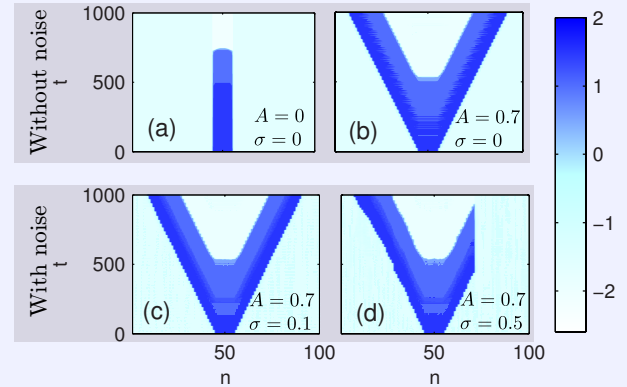 Without noise
t
1000
500
0
(a)
A = 0
σ = 0
(b)
A = 0.7
σ = 0
With noise
t
1000
500
0
(c)
A = 0.7
σ = 0.1
50
100
n
(d)
A = 0.7
σ = 0.5
50
100
n
2
1
0
−1
−2